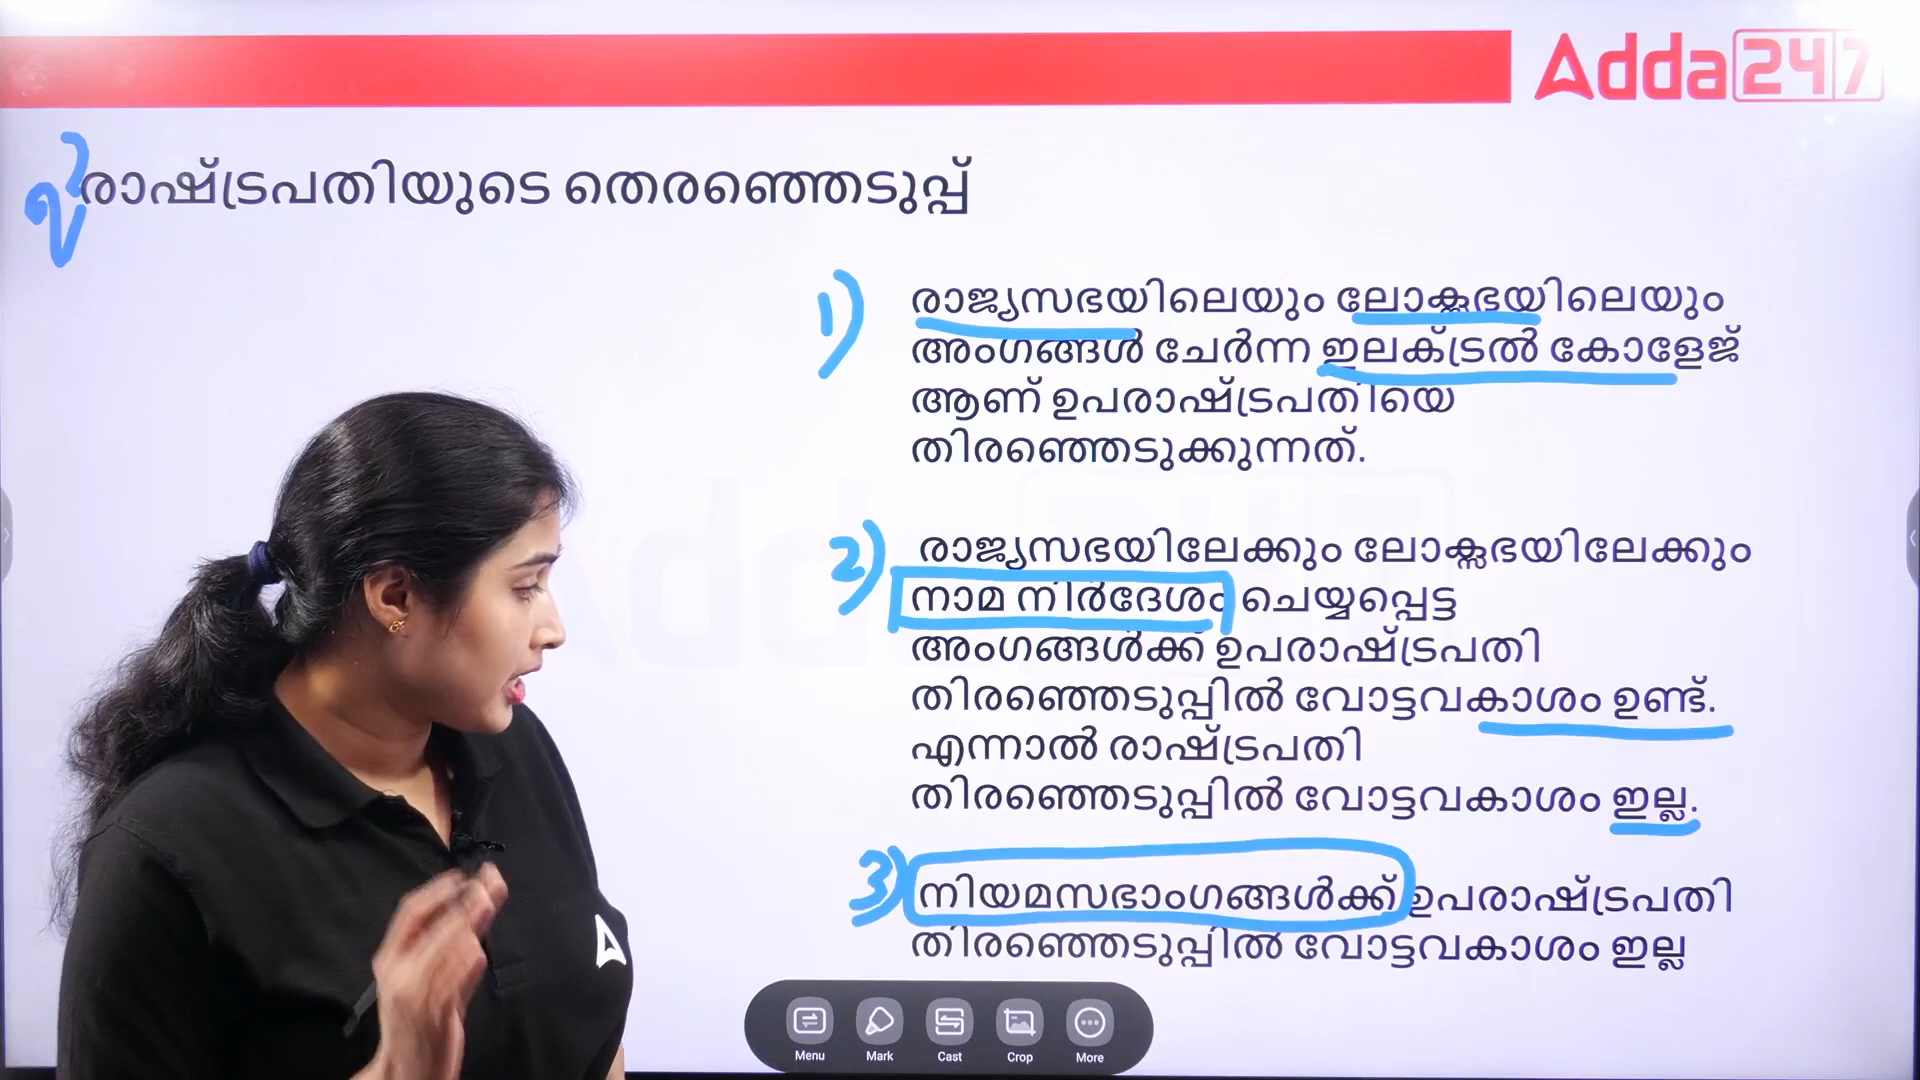 Adda 247
രാഷ്ട്രപതിയുടെ തെരഞ്ഞെടുപ്പ്
1) രാജ്യസഭയിലെയും ലോക്സഭയിലെയും
അംഗങ്ങൾ ചേർന്ന ഇലക്ട്രൽ കോളേജ്
ആണ് ഉപരാഷ്ട്രപതിയെ
തിരഞ്ഞെടുക്കുന്നത്.
2) രാജ്യസഭയിലേക്കും ലോക്സഭയിലേക്കും
നാമ നിർദേശം ചെയ്യപ്പെട്ട
അംഗങ്ങൾക്ക് ഉപരാഷ്ട്രപതി
തിരഞ്ഞെടുപ്പിൽ വോട്ടവകാശം ഉണ്ട്.
എന്നാൽ രാഷ്ട്രപതി
തിരഞ്ഞെടുപ്പിൽ വോട്ടവകാശം ഇല്ല.
3) നിയമസഭാംഗങ്ങൾക്ക് ഉപരാഷ്ട്രപതി
തിരഞ്ഞെടുപ്പിൽ വോട്ടവകാശം ഇല്ല
Menu Mark Cast Crop More